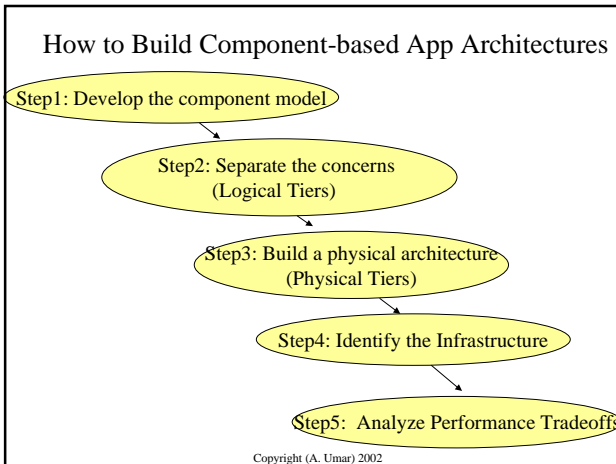 How to Build Component-based App Architectures
Step1: Develop the component model
Step2: Separate the concerns
(Logical Tiers)
Step3: Build a physical architecture
(Physical Tiers)
Step4: Identify the Infrastructure
Step5:  Analyze Performance Tradeoffs
Copyright (A. Umar) 2002